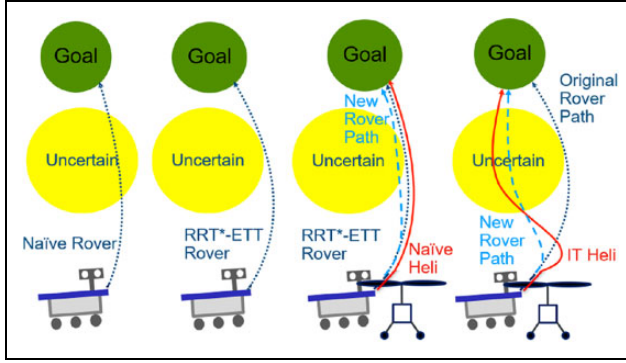 Goal
Uncertain
Naïve Rover
Goal
Uncertain
RRT*-ETT
Rover
Goal
New
Rover
Path
Uncertain
RRT*-ETT
Rover
Naïve
Heli
Goal
Original
Rover
Path
Uncertain
New
Rover
Path
IT Heli